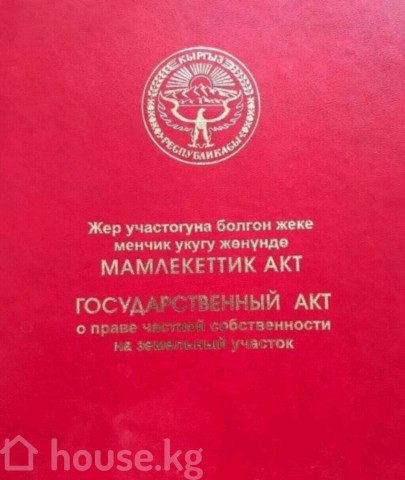 КЫРГЫЗ
РЕСПУБЛИКАСЫ
Жер участогуна болгон жеке
менчик укугу жөнүндө
МАМЛЕКЕТТИК АКТ
ГОСУДАРСТВЕННЫЙ АКТ
о праве частной собственности
на земельный участок
house.kg